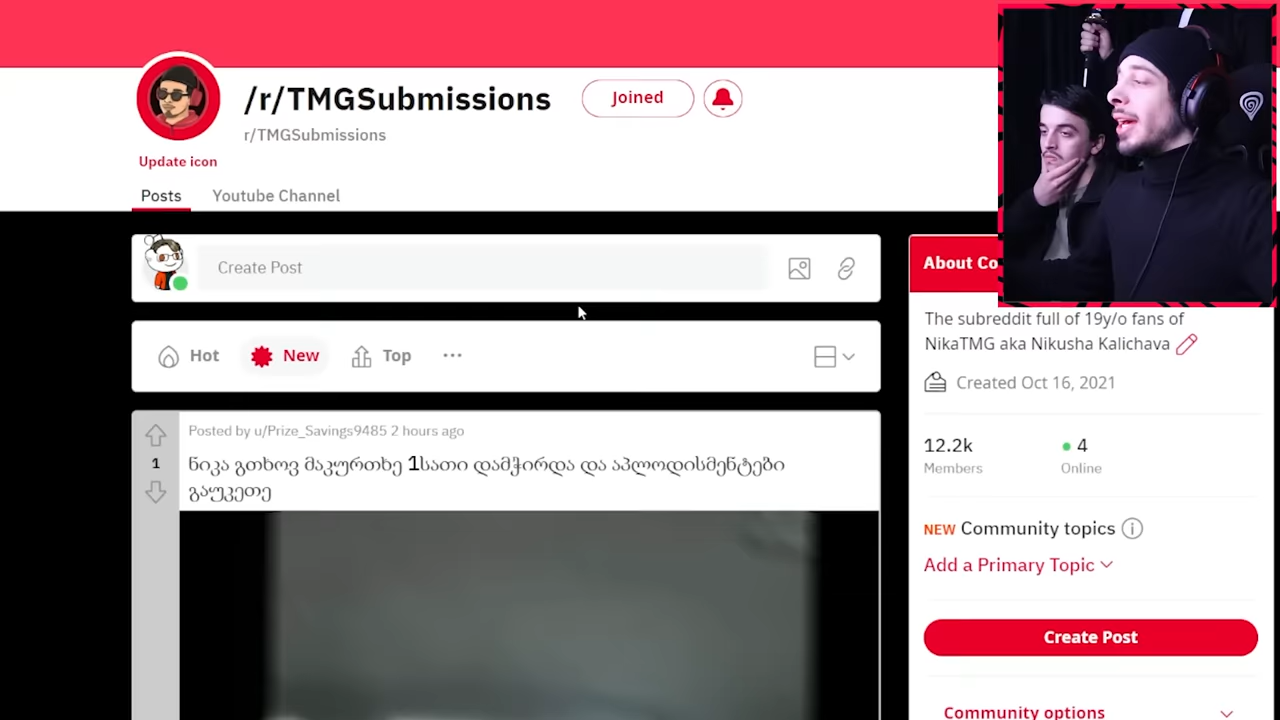 /r/TMGSubmissions
Joined
r/TMGSubmissions
Update icon
Posts
Youtube Channel
Create Post
Hot
New
Top
Posted by u/Prize_Savings9485 2 hours ago
1
ნიკა გთხოვ მაკურთხე 1სათი დამჭირდა და აპლოდისმენტები
გაუკეთე
About Co
The subreddit full of 19y/o fans of
NikaTMG aka Nikusha Kalichava
Created Oct 16, 2021
12.2k
4
Members
Online
NEW Community topics
Add a Primary Topic
Create Post
Community options